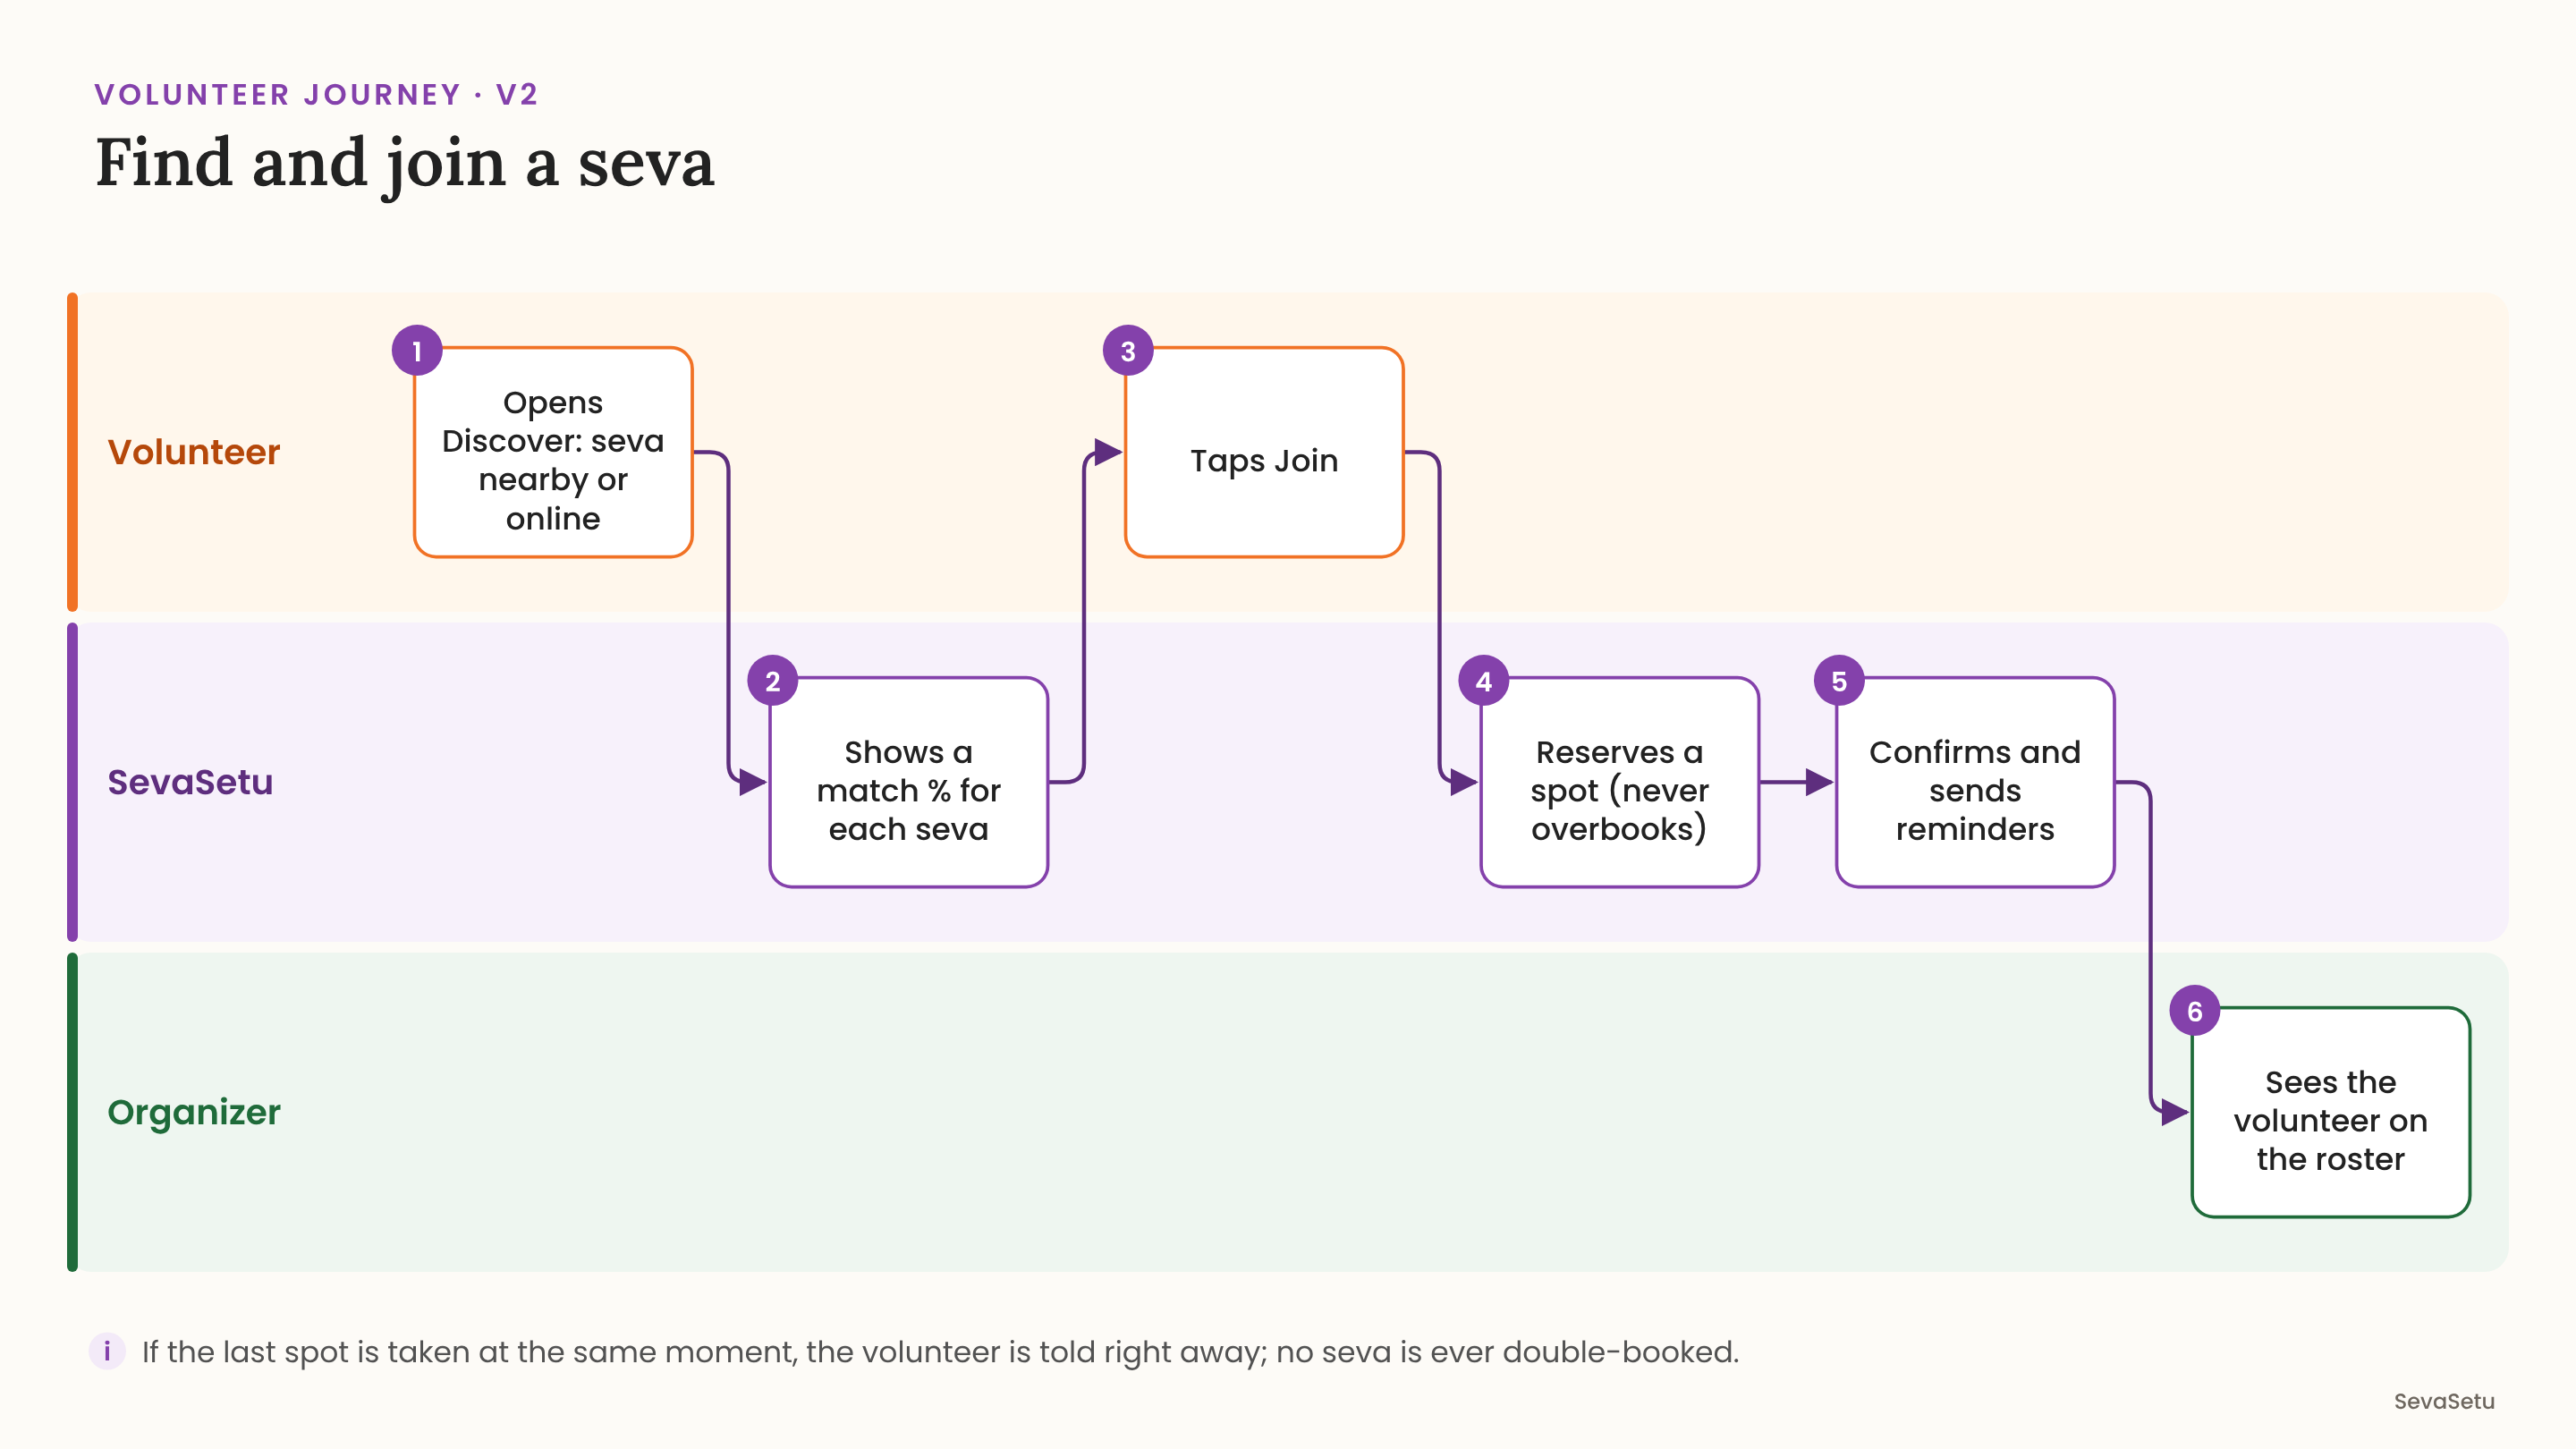 VOLUNTEER JOURNEY · V2
Find and join a seva
Volunteer
1
Opens
Discover: seva
nearby or
online
3
Taps Join
SevaSetu
2
Shows a
match % for
each seva
4
Reserves a
spot (never
overbooks)
5
Confirms and
sends
reminders
Organizer
6
Sees the
volunteer on
the roster
i If the last spot is taken at the same moment, the volunteer is told right away; no seva is ever double-booked.
SevaSetu